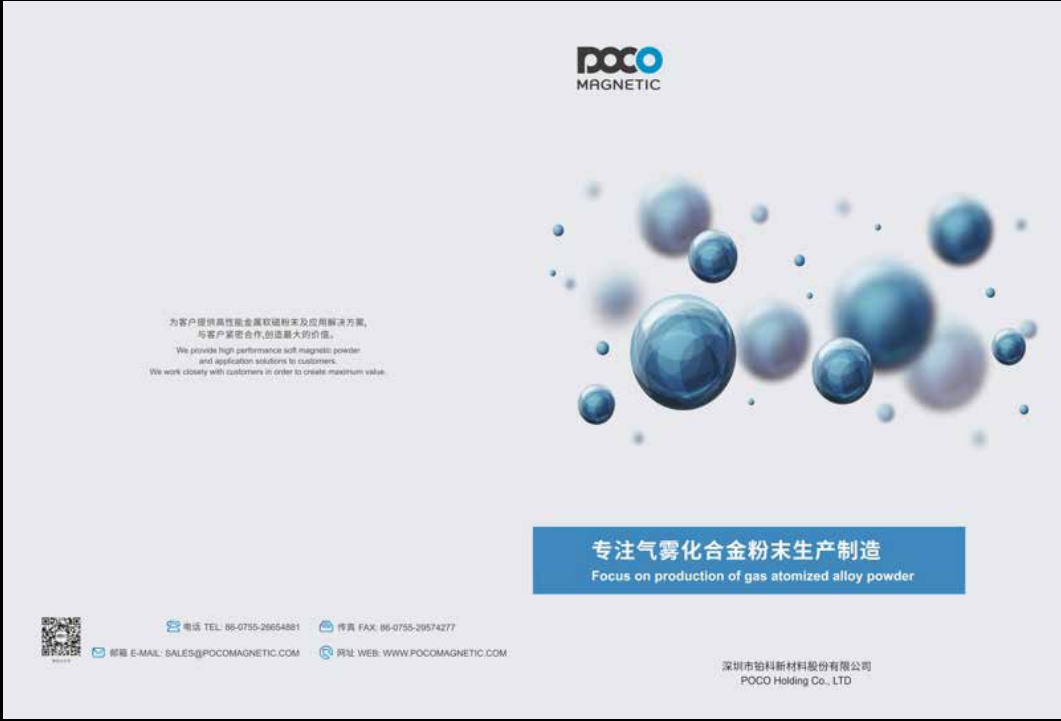 为客户提供高性能金属软磁粉末及应用解决方案,
与客户紧密合作,创造最大的价值。
We provide high performance soft magnetic powder
and application solutions to customers.
We work closely with customers in order to create maximum value.
电话 TEL: 86-0755-26654881
传真 FAX: 86-0755-29574277
邮箱 E-MAIL: SALES@POCOMAGNETIC.COM
网址 WEB: WWW.POCOMAGNETIC.COM
POCO
MAGNETIC
专注气雾化合金粉末生产制造
Focus on production of gas atomized alloy powder
深圳市铂科新材料股份有限公司
POCO Holding Co., LTD